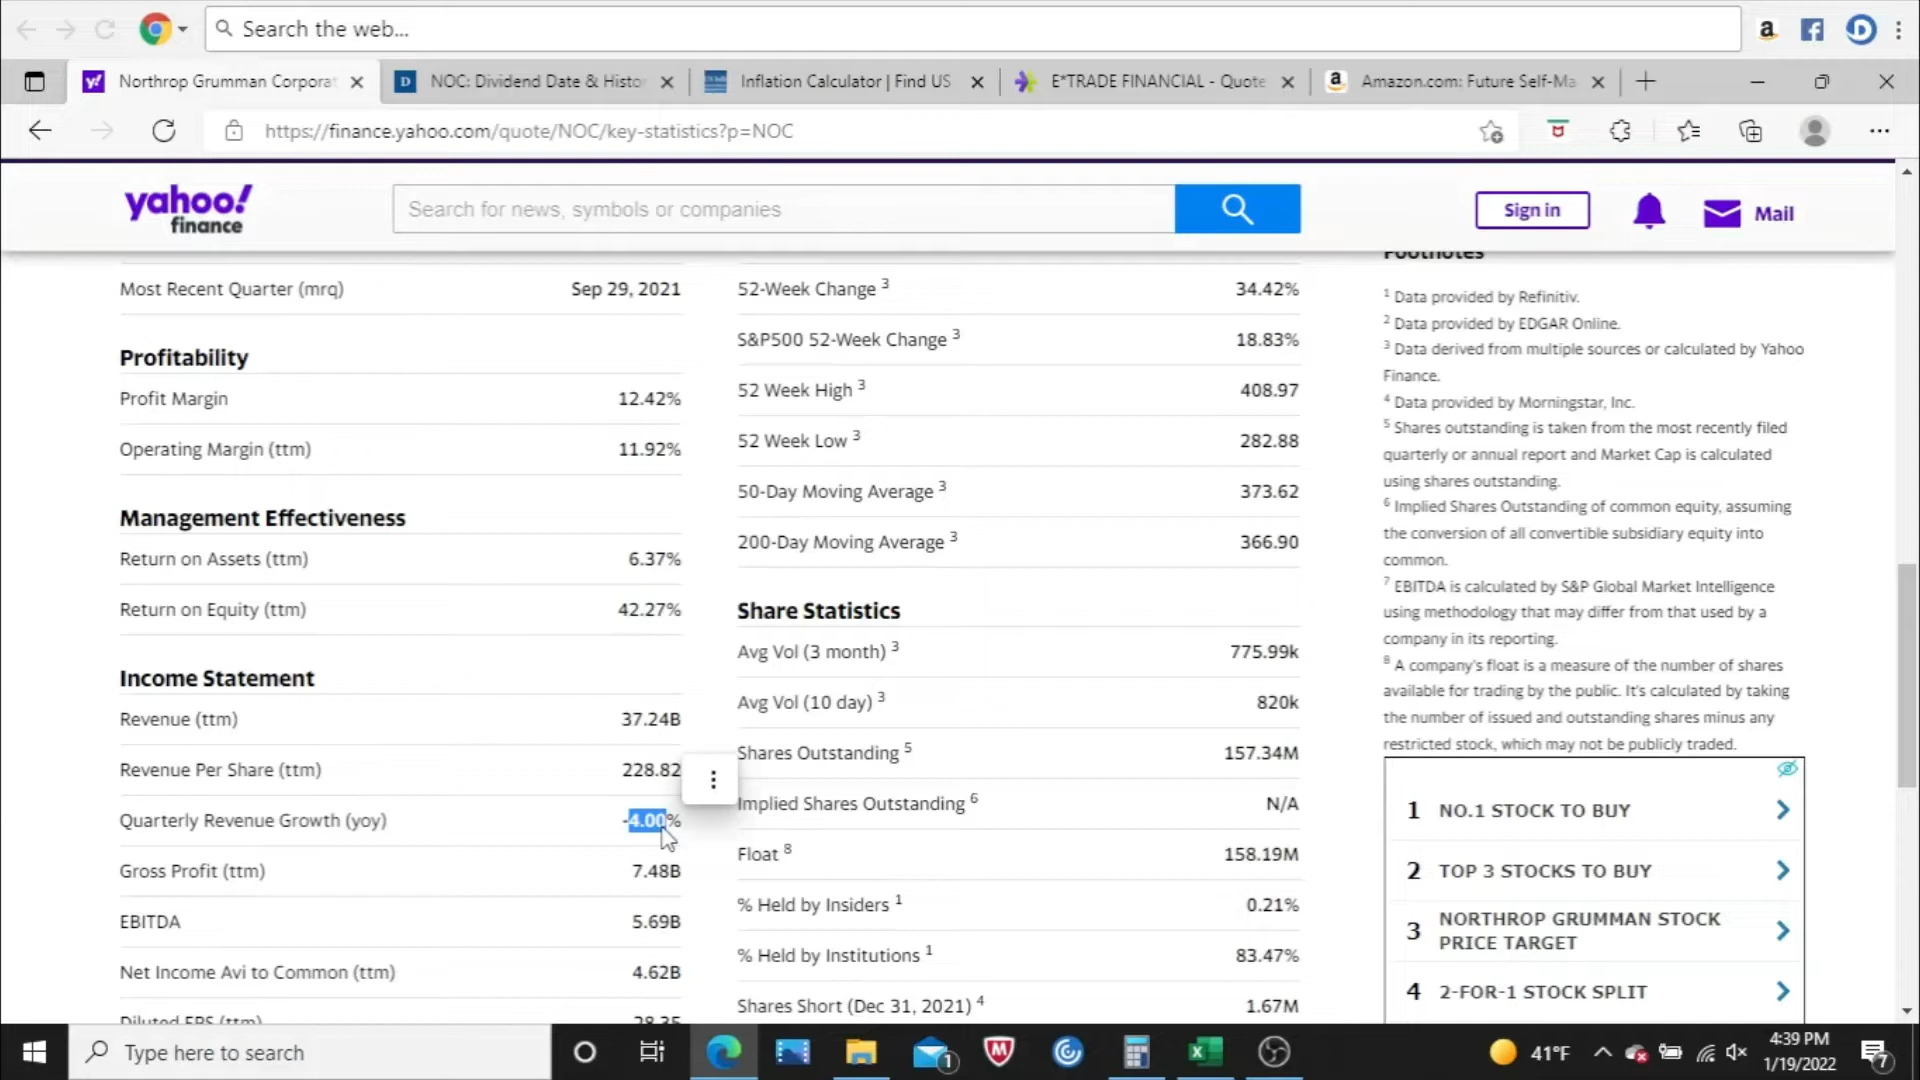 Search the web...
Northrop Grumman Corporat
NOC: Dividend Date & Histo
Inflation Calculator | Find US
E*TRADE FINANCIAL - Quote
Amazon.com: Future Self-Ma
https://finance.yahoo.com/quote/NOC/key-statistics?p=NOC
yahoo!
finance
Search for news, symbols or companies
Sign in
Mail
Most Recent Quarter (mrq) Sep 29, 2021
Profitability
Profit Margin 12.42%
Operating Margin (ttm) 11.92%
Management Effectiveness
Return on Assets (ttm) 6.37%
Return on Equity (ttm) 42.27%
Income Statement
Revenue (ttm) 37.24B
Revenue Per Share (ttm) 228.82
Quarterly Revenue Growth (yoy) -4.00%
Gross Profit (ttm) 7.48B
EBITDA 5.69B
Net Income Avi to Common (ttm) 4.62B
Diluted EPS (ttm) 28.35
52-Week Change 3 34.42%
S&P500 52-Week Change 3 18.83%
52 Week High 3 408.97
52 Week Low 3 282.88
50-Day Moving Average 3 373.62
200-Day Moving Average 3 366.90
Share Statistics
Avg Vol (3 month) 3 775.99k
Avg Vol (10 day) 3 820k
Shares Outstanding 5 157.34M
Implied Shares Outstanding 6 N/A
Float 8 158.19M
% Held by Insiders 1 0.21%
% Held by Institutions 1 83.47%
Shares Short (Dec 31, 2021) 4 1.67M
Footnotes
1 Data provided by Refinitiv.
2 Data provided by EDGAR Online.
3 Data derived from multiple sources or calculated by Yahoo
Finance.
4 Data provided by Morningstar, Inc.
5 Shares outstanding is taken from the most recently filed
quarterly or annual report and Market Cap is calculated
using shares outstanding.
6 Implied Shares Outstanding of common equity, assuming
the conversion of all convertible subsidiary equity into
common.
7 EBITDA is calculated by S&P Global Market Intelligence
using methodology that may differ from that used by a
company in its reporting.
8 A company's float is a measure of the number of shares
available for trading by the public. It's calculated by taking
the number of issued and outstanding shares minus any
restricted stock, which may not be publicly traded.
1 NO.1 STOCK TO BUY
2 TOP 3 STOCKS TO BUY
3 NORTHROP GRUMMAN STOCK
PRICE TARGET
4 2-FOR-1 STOCK SPLIT
Type here to search
1
41°F
4:39 PM
1/19/2022
7